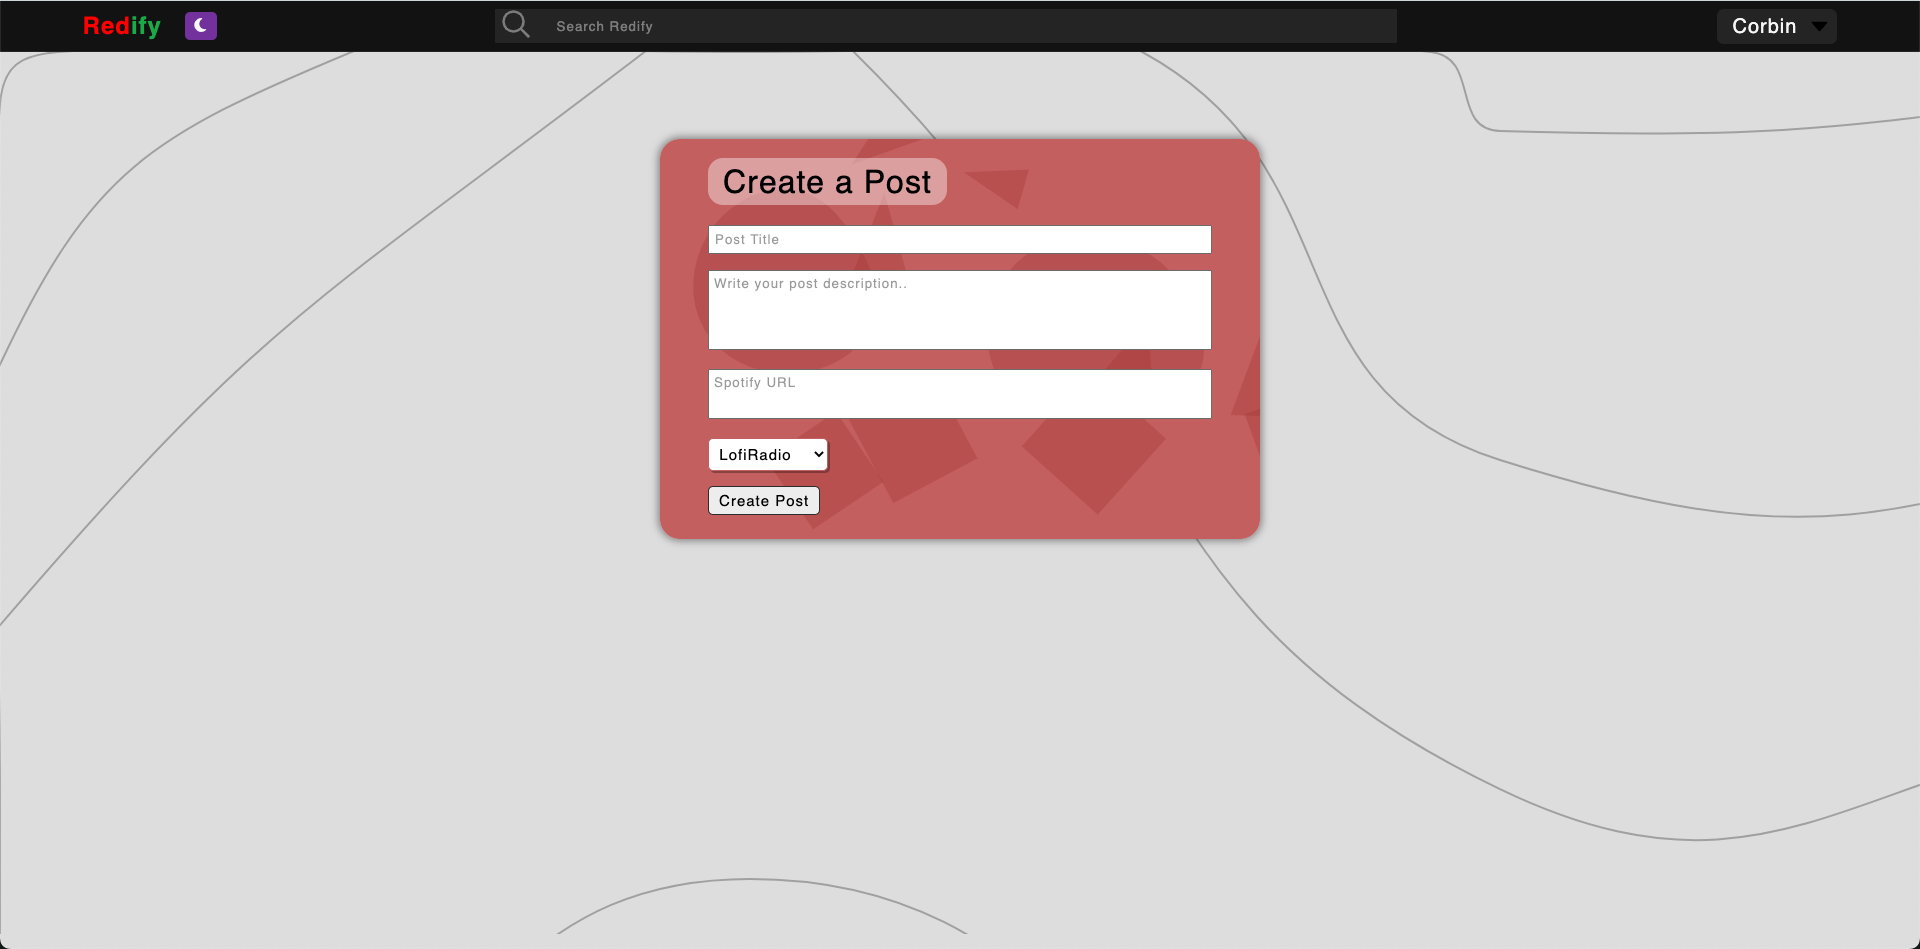 Redify
Search Redify
Corbin
Create a Post
Post Title
Write your post description..
Spotify URL
LofiRadio
Create Post